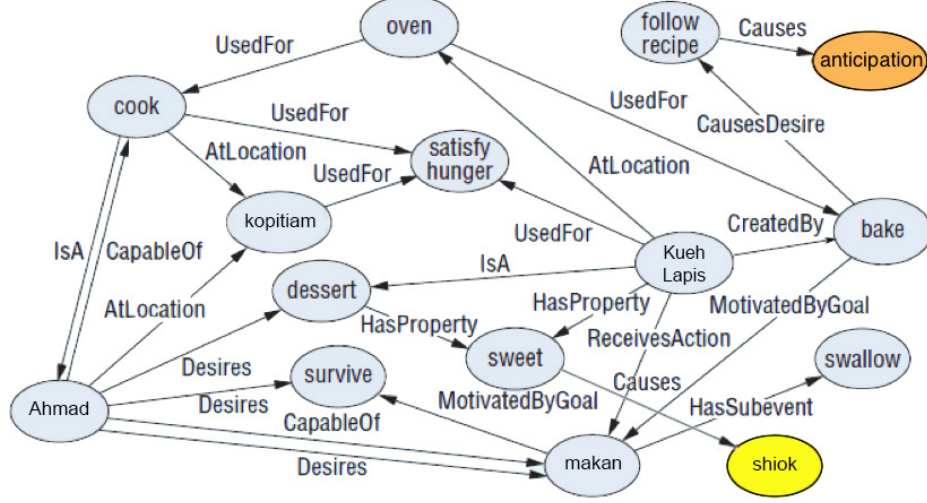 oven
follow
recipe
Causes
anticipation
UsedFor
cook
UsedFor
UsedFor
CausesDesire
AtLocation
satisfy
hunger
UsedFor
AtLocation
kopitiam
CreatedBy
bake
UsedFor
IsA
CapableOf
Kueh
Lapis
IsA
dessert
HasProperty
MotivatedByGoal
AtLocation
HasProperty
ReceivesAction
sweet
swallow
Desires
survive
Causes
Ahmad
Desires
MotivatedByGoal
HasSubevent
CapableOf
Desires
makan
shiok